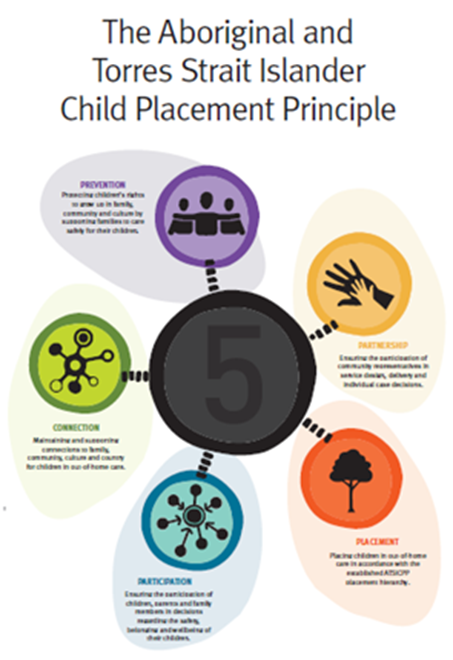 The Aboriginal and
Torres Strait Islander
Child Placement Principle
PREVENTION
Protecting children's rights
to grow up in family,
community and culture by
supporting families to care
safely for their children.
PARTNERSHIP
Ensuring the participation of
community representatives in
service design, delivery and
individual case decisions.
5
CONNECTION
Maintaining and supporting
connections to family,
community, culture and country
for children in out-of-home care.
PLACEMENT
Placing children in out-of-home
care in accordance with the
established ATSICPP
placement hierarchy.
PARTICIPATION
Ensuring the participation of
children, parents and family
members in decisions
regarding the safety,
belonging and wellbeing of
their children.